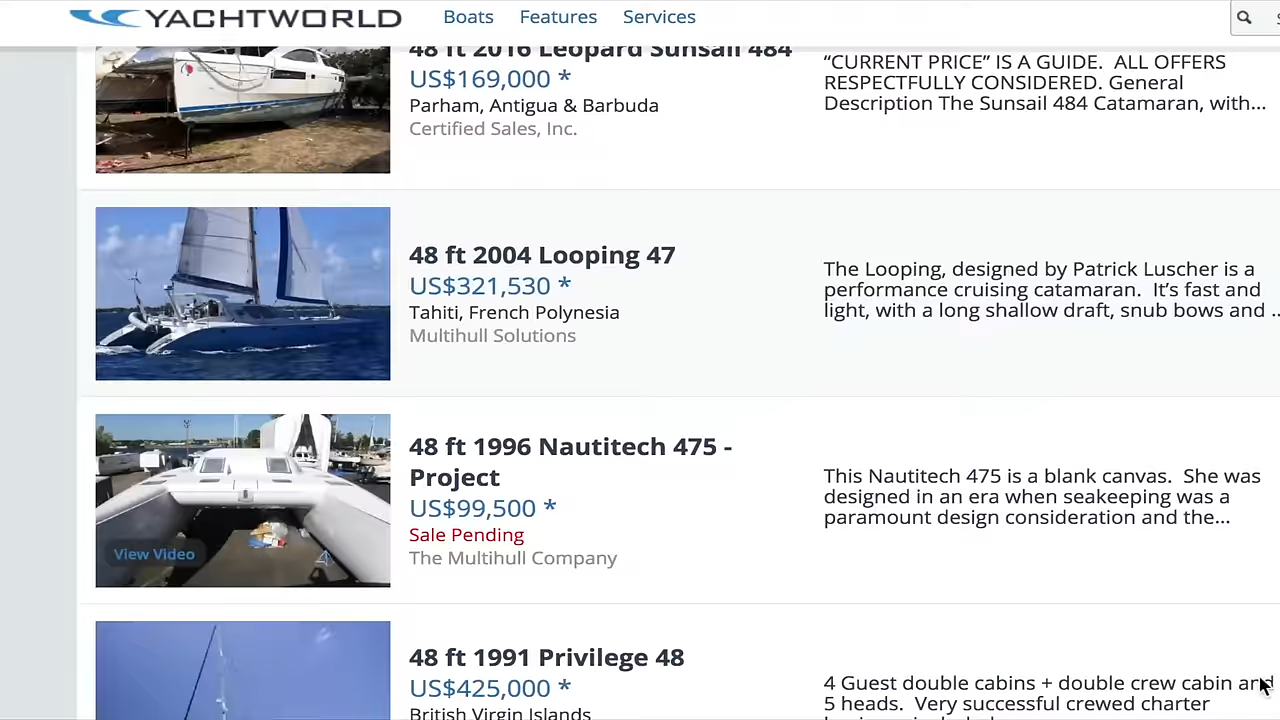 YACHTWORLD
Boats Features Services
48 ft 2016 Leopard Sunsail 484
US$169,000 *
Parham, Antigua & Barbuda
Certified Sales, Inc.
“CURRENT PRICE” IS A GUIDE. ALL OFFERS
RESPECTFULLY CONSIDERED. General
Description The Sunsail 484 Catamaran, with...
48 ft 2004 Looping 47
US$321,530 *
Tahiti, French Polynesia
Multihull Solutions
The Looping, designed by Patrick Luscher is a
performance cruising catamaran. It’s fast and
light, with a long shallow draft, snub bows and ..
View Video
48 ft 1996 Nautitech 475 -
Project
US$99,500 *
Sale Pending
The Multihull Company
This Nautitech 475 is a blank canvas. She was
designed in an era when seakeeping was a
paramount design consideration and the...
48 ft 1991 Privilege 48
US$425,000 *
British Virgin Islands
4 Guest double cabins + double crew cabin and
5 heads. Very successful crewed charter